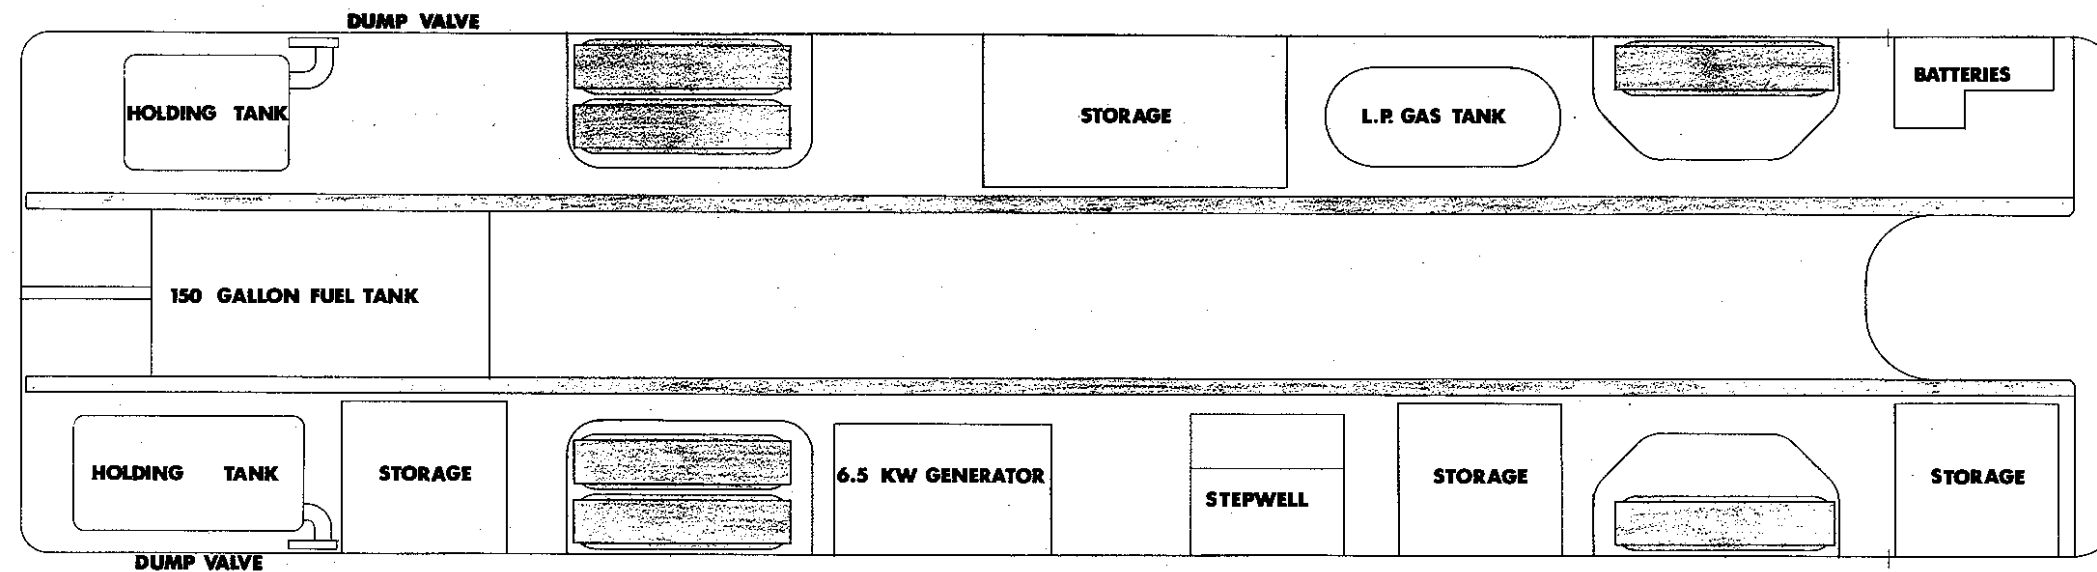 DUMP VALVE
HOLDING TANK
STORAGE
L.P. GAS TANK
BATTERIES
150 GALLON FUEL TANK
HOLDING TANK
STORAGE
6.5 KW GENERATOR
STEPWELL
STORAGE
STORAGE
DUMP VALVE